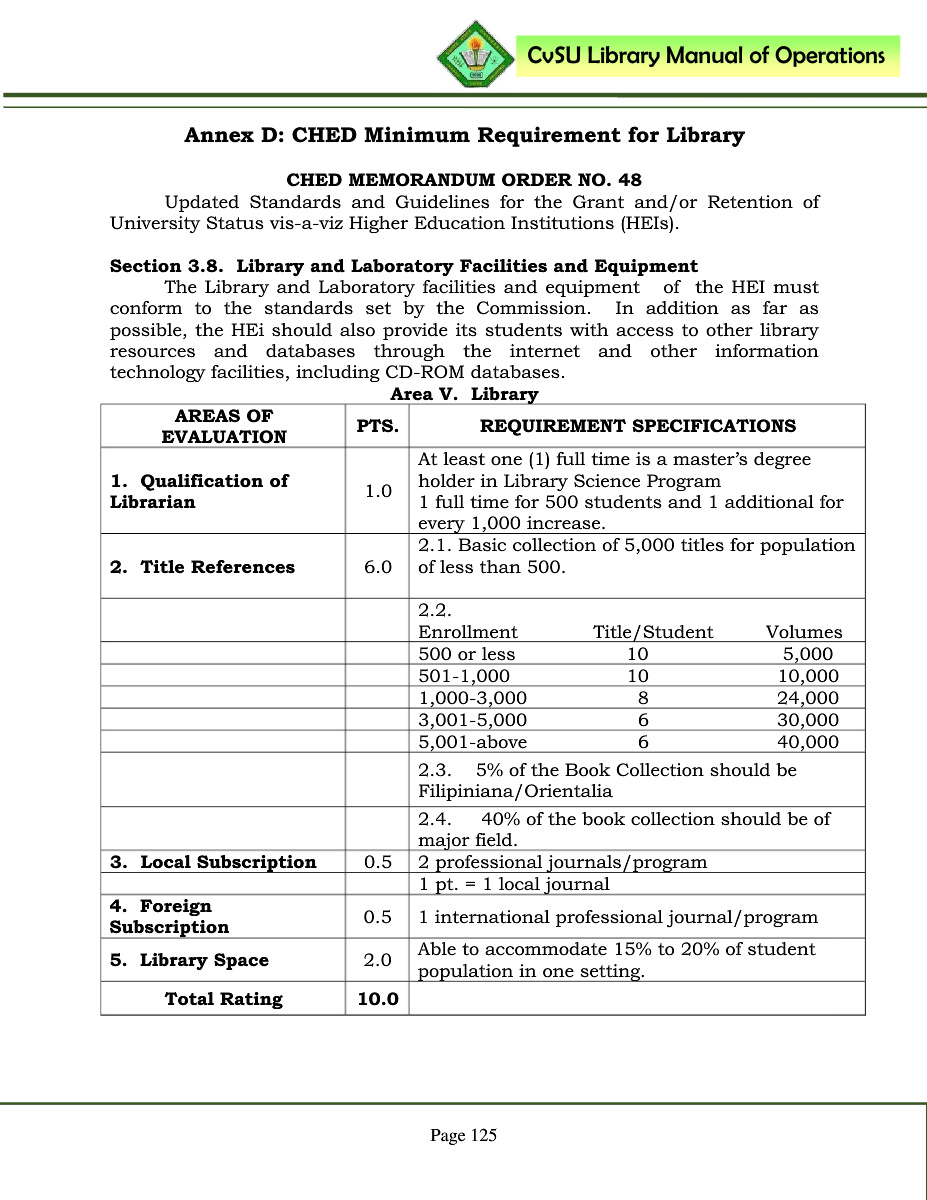 CvSU Library Manual of Operations
Annex D: CHED Minimum Requirement for Library
CHED MEMORANDUM ORDER NO. 48
Updated Standards and Guidelines for the Grant and/or Retention of
University Status vis-a-viz Higher Education Institutions (HEIs).
Section 3.8. Library and Laboratory Facilities and Equipment
The Library and Laboratory facilities and equipment of the HEI must
conform to the standards set by the Commission. In addition as far as
possible, the HEi should also provide its students with access to other library
resources and databases through the internet and other information
technology facilities, including CD-ROM databases.
Area V. Library
AREAS OF
EVALUATION
PTS.
REQUIREMENT SPECIFICATIONS
1. Qualification of
Librarian
1.0
At least one (1) full time is a master's degree
holder in Library Science Program
1 full time for 500 students and 1 additional for
every 1,000 increase.
2. Title References
6.0
2.1. Basic collection of 5,000 titles for population
of less than 500.
2.2.
Enrollment Title/Student Volumes
500 or less 10 5,000
501-1,000 10 10,000
1,000-3,000 8 24,000
3,001-5,000 6 30,000
5,001-above 6 40,000
2.3. 5% of the Book Collection should be
Filipiniana/Orientalia
2.4. 40% of the book collection should be of
major field.
3. Local Subscription 0.5 2 professional journals/program
1 pt. = 1 local journal
4. Foreign
Subscription
0.5
1 international professional journal/program
5. Library Space
2.0
Able to accommodate 15% to 20% of student
population in one setting.
Total Rating 10.0
Page 125